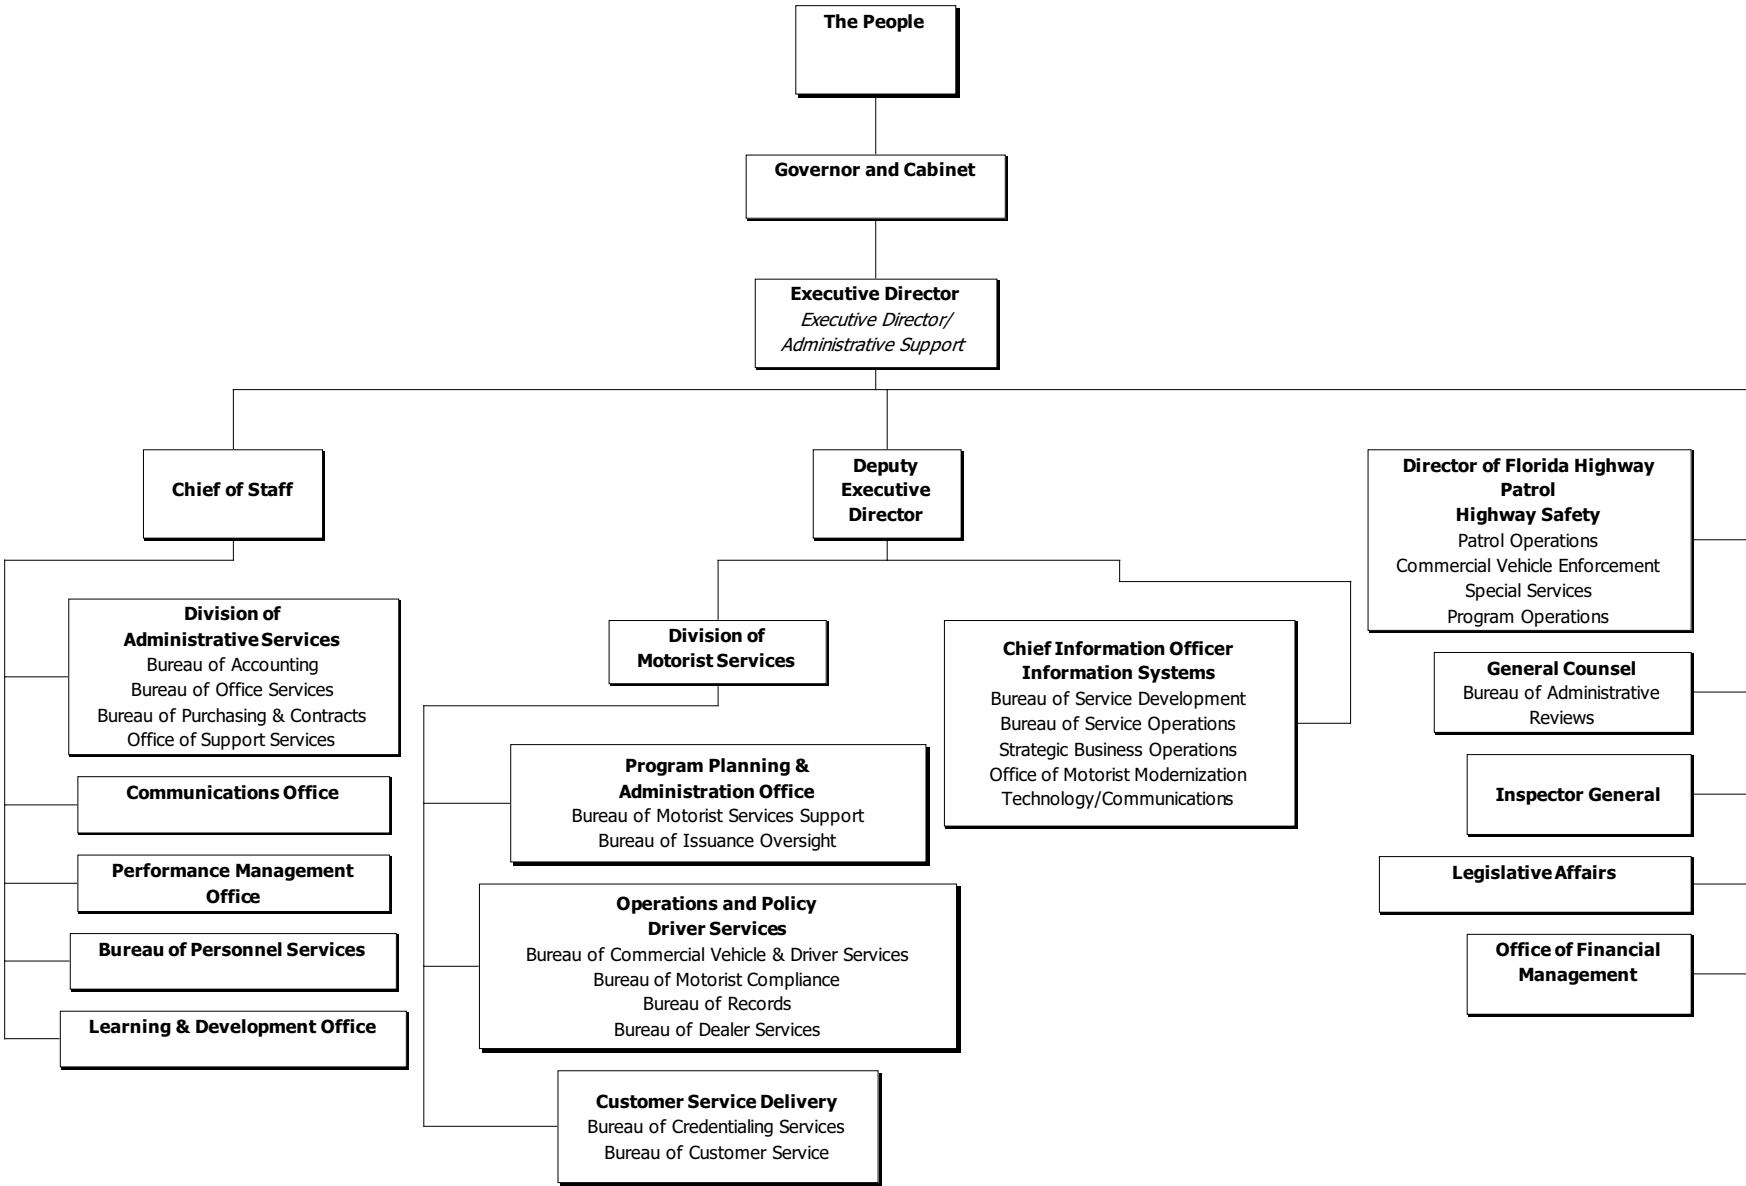 The People
Governor and Cabinet
Executive Director
Executive Director/
Administrative Support
Chief of Staff
Deputy
Executive
Director
Director of Florida Highway
Patrol
Highway Safety
Patrol Operations
Commercial Vehicle Enforcement
Special Services
Program Operations
Division of
Administrative Services
Bureau of Accounting
Bureau of Office Services
Bureau of Purchasing & Contracts
Office of Support Services
Communications Office
Performance Management
Office
Bureau of Personnel Services
Learning & Development Office
Division of
Motorist Services
Program Planning &
Administration Office
Bureau of Motorist Services Support
Bureau of Issuance Oversight
Operations and Policy
Driver Services
Bureau of Commercial Vehicle & Driver Services
Bureau of Motorist Compliance
Bureau of Records
Bureau of Dealer Services
Customer Service Delivery
Bureau of Credentialing Services
Bureau of Customer Service
Chief Information Officer
Information Systems
Bureau of Service Development
Bureau of Service Operations
Strategic Business Operations
Office of Motorist Modernization
Technology/Communications
General Counsel
Bureau of Administrative
Reviews
Inspector General
Legislative Affairs
Office of Financial
Management